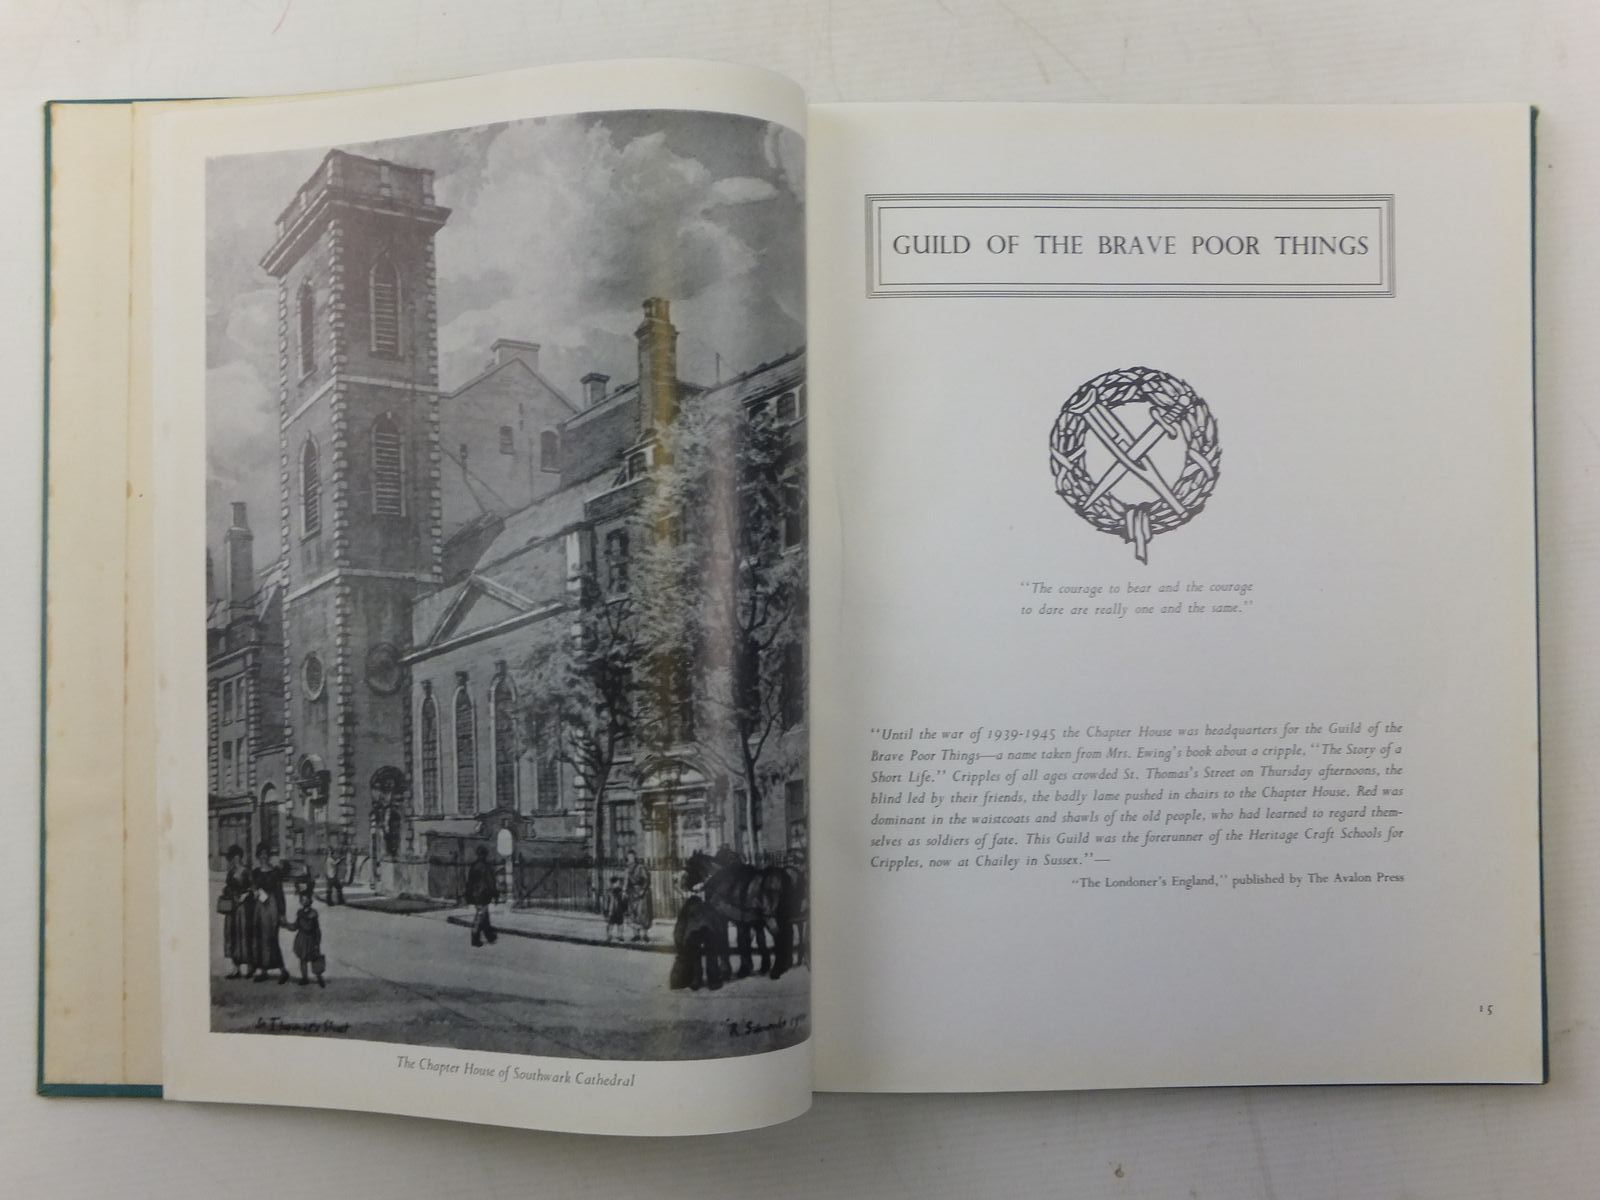 St Thomas's Street
The Chapter House of Southwark Cathedral
GUILD OF THE BRAVE POOR THINGS
“The courage to bear and the courage
to dare are really one and the same.”
“Until the war of 1939-1945 the Chapter House was headquarters for the Guild of the
Brave Poor Things—a name taken from Mrs. Ewing's book about a cripple, “The Story of a
Short Life.” Cripples of all ages crowded St. Thomas's Street on Thursday afternoons, the
blind led by their friends, the badly lame pushed in chairs to the Chapter House. Red was
dominant in the waistcoats and shawls of the old people, who had learned to regard them-
selves as soldiers of fate. This Guild was the forerunner of the Heritage Craft Schools for
Cripples, now at Chailey in Sussex.”—
“The Londoner's England,” published by The Avalon Press
15